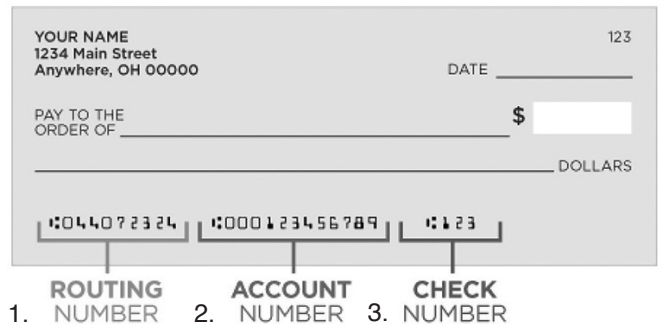 YOUR NAME 123
1234 Main Street
Anywhere, OH 00000
DATE
PAY TO THE
ORDER OF $
DOLLARS
⑆044072324 ⑆000123456789 ⑆123
ROUTING ACCOUNT CHECK
1. NUMBER 2. NUMBER 3. NUMBER